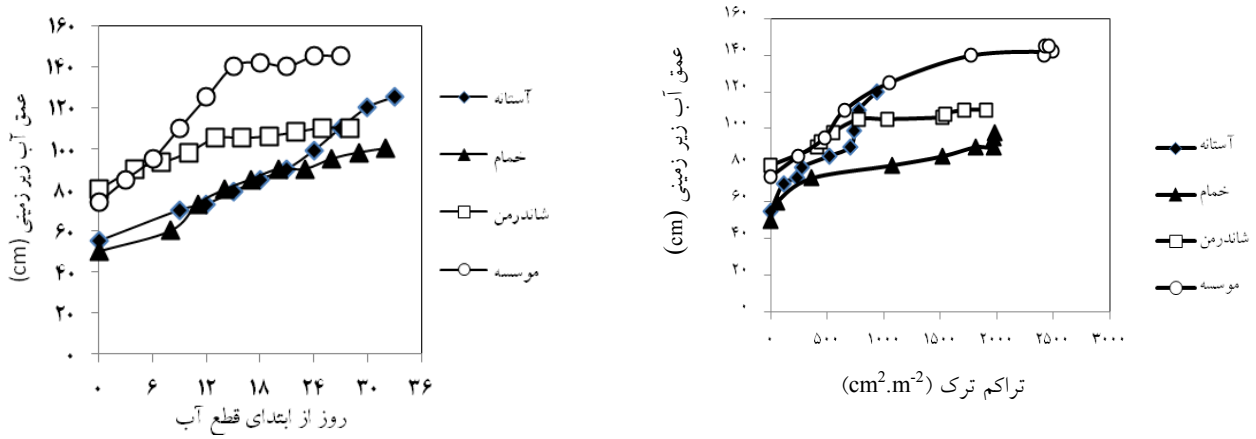 عمق آب زیر زمینی (cm)
۱۶۰
۱۴۰
۱۲۰
۱۰۰
۸۰
۶۰
۴۰
۲۰
۰
۰ ۶ ۱۲ ۱۸ ۲۴ ۳۰ ۳۶
روز از ابتدای قطع آب
آستانه
خمام
شاندرمن
موسسه
عمق آب زیر زمینی (cm)
۱۶۰
۱۴۰
۱۲۰
۱۰۰
۸۰
۶۰
۴۰
۲۰
۰
۰ ۵۰۰ ۱۰۰۰ ۱۵۰۰ ۲۰۰۰ ۲۵۰۰ ۳۰۰۰
تراکم ترک (cm².m⁻²)
آستانه
خمام
شاندرمن
موسسه